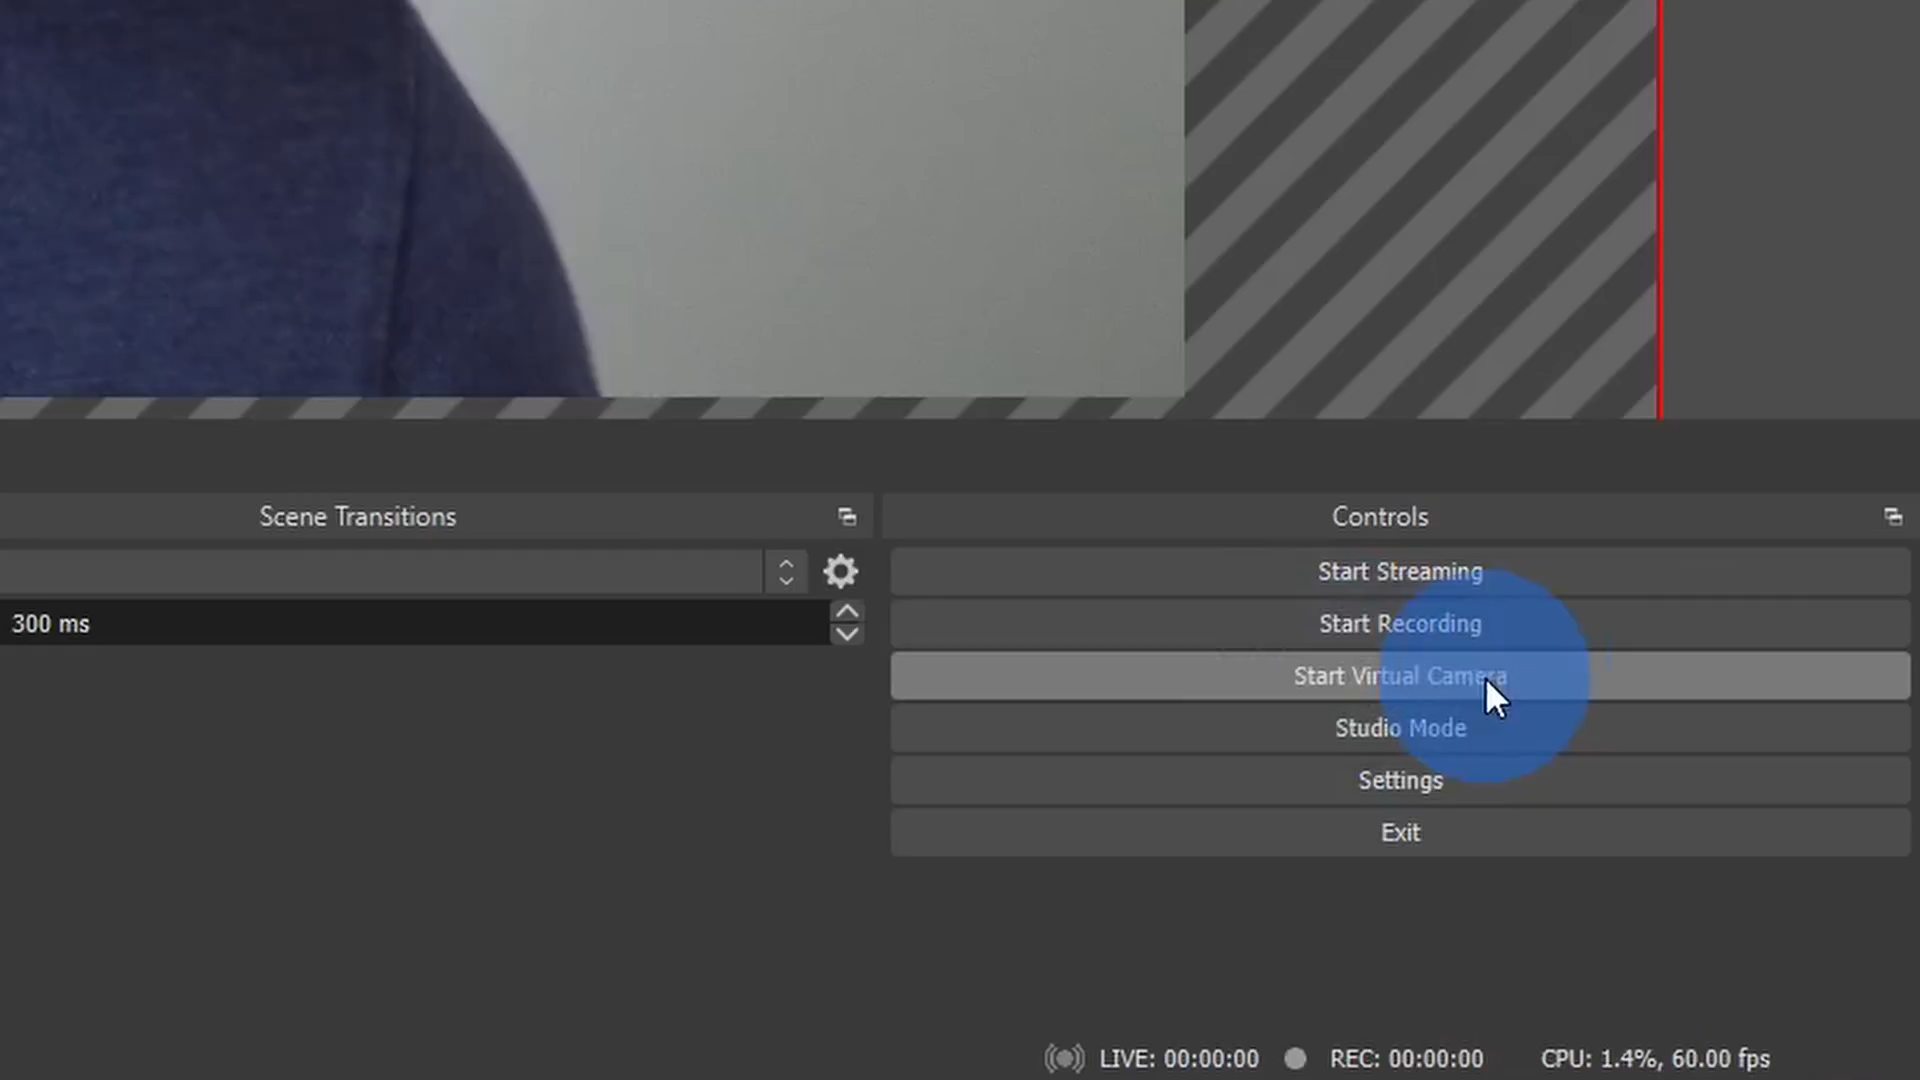 Scene Transitions
Controls
300 ms
Start Streaming
Start Recording
Start Virtual Camera
Studio Mode
Settings
Exit
LIVE: 00:00:00
REC: 00:00:00
CPU: 1.4%, 60.00 fps